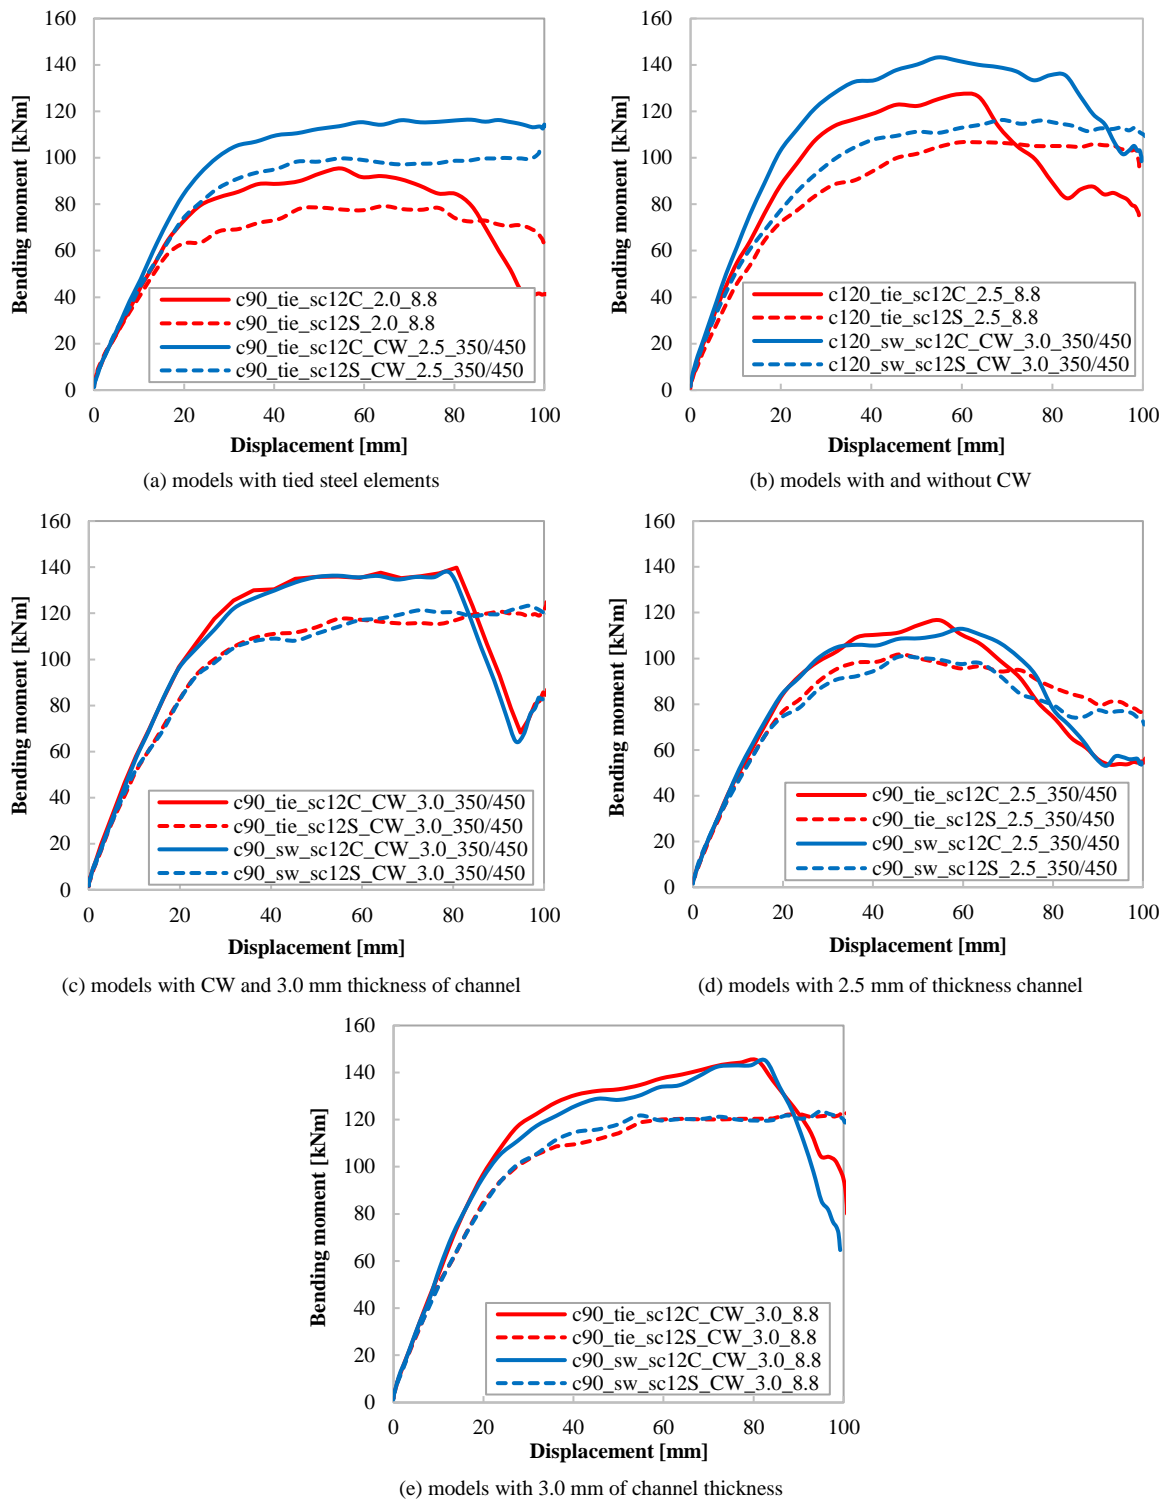 160
140
120
100
80
60
40
20
0
Bending moment [kNm]
c90_tie_sc12C_2.0_8.8
c90_tie_sc12S_2.0_8.8
c90_tie_sc12C_CW_2.5_350/450
c90_tie_sc12S_CW_2.5_350/450
0 20 40 60 80 100
Displacement [mm]
(a) models with tied steel elements
160
140
120
100
80
60
40
20
0
Bending moment [kNm]
c120_tie_sc12C_2.5_8.8
c120_tie_sc12S_2.5_8.8
c120_sw_sc12C_CW_3.0_350/450
c120_sw_sc12S_CW_3.0_350/450
0 20 40 60 80 100
Displacement [mm]
(b) models with and without CW
160
140
120
100
80
60
40
20
0
Bending moment [kNm]
c90_tie_sc12C_CW_3.0_350/450
c90_tie_sc12S_CW_3.0_350/450
c90_sw_sc12C_CW_3.0_350/450
c90_sw_sc12S_CW_3.0_350/450
0 20 40 60 80 100
Displacement [mm]
(c) models with CW and 3.0 mm thickness of channel
160
140
120
100
80
60
40
20
0
Bending moment [kNm]
c90_tie_sc12C_2.5_350/450
c90_tie_sc12S_2.5_350/450
c90_sw_sc12C_2.5_350/450
c90_sw_sc12S_2.5_350/450
0 20 40 60 80 100
Displacement [mm]
(d) models with 2.5 mm of thickness channel
160
140
120
100
80
60
40
20
0
Bending moment [kNm]
c90_tie_sc12C_CW_3.0_8.8
c90_tie_sc12S_CW_3.0_8.8
c90_sw_sc12C_CW_3.0_8.8
c90_sw_sc12S_CW_3.0_8.8
0 20 40 60 80 100
Displacement [mm]
(e) models with 3.0 mm of channel thickness